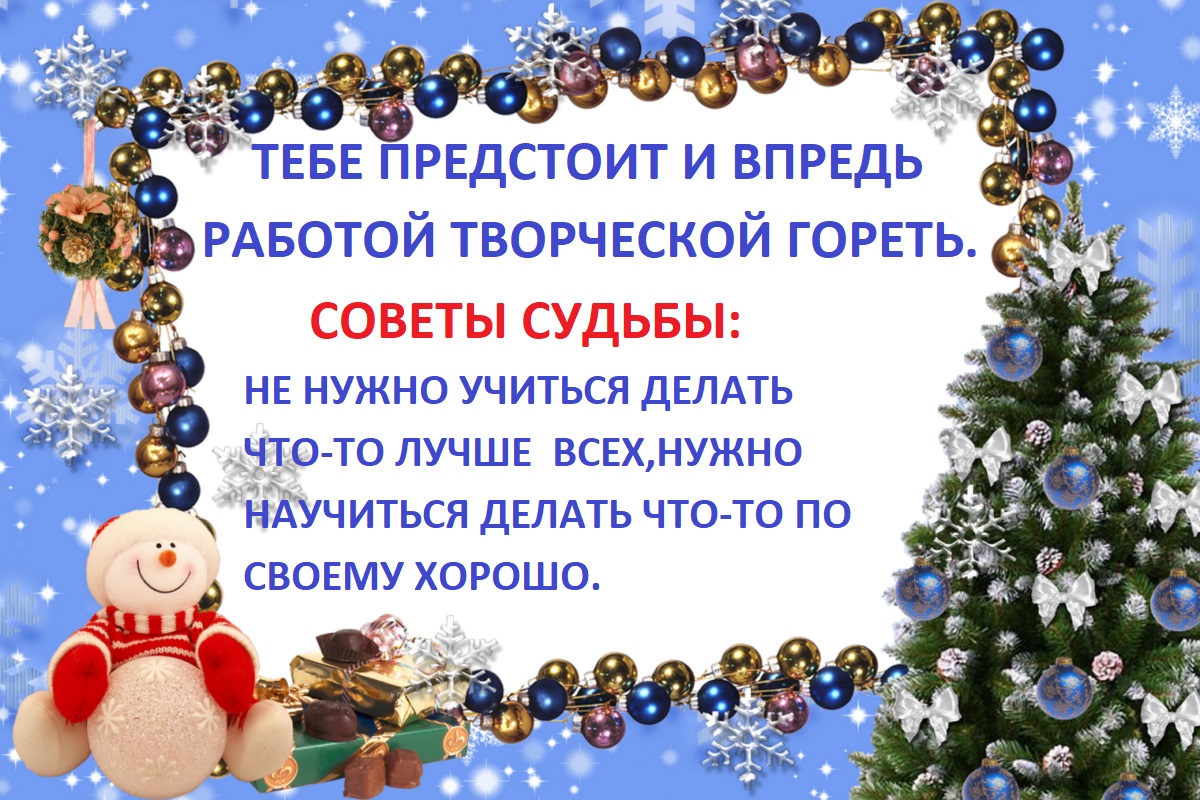 ТЕБЕ ПРЕДСТОИТ И ВПРЕДЬ
РАБОТОЙ ТВОРЧЕСКОЙ ГОРЕТЬ.
СОВЕТЫ СУДЬБЫ:
НЕ НУЖНО УЧИТЬСЯ ДЕЛАТЬ
ЧТО-ТО ЛУЧШЕ  ВСЕХ,НУЖНО
НАУЧИТЬСЯ ДЕЛАТЬ ЧТО-ТО ПО
СВОЕМУ ХОРОШО.